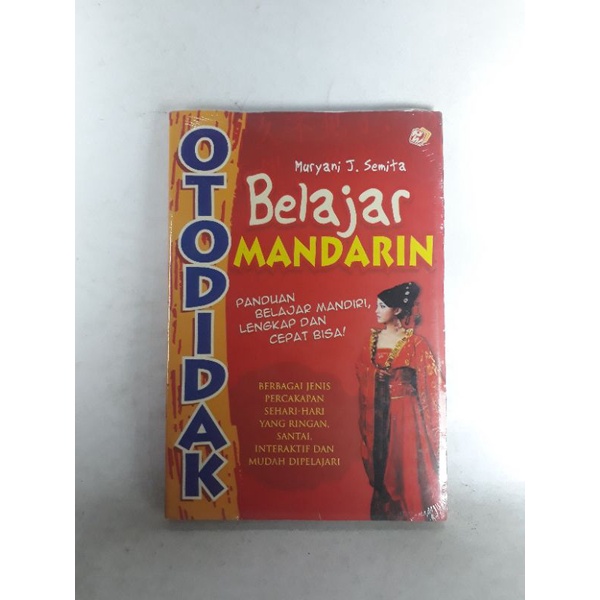 OTODIDAK
Muryani J. Semita
Belajar
MANDARIN
PANDUAN
BELAJAR MANDIRI,
LENGKAP DAN
CEPAT BISA!
BERBAGAI JENIS
PERCAKAPAN
SEHARI-HARI
YANG RINGAN,
SANTAI,
INTERAKTIF DAN
MUDAH DIPELAJARI